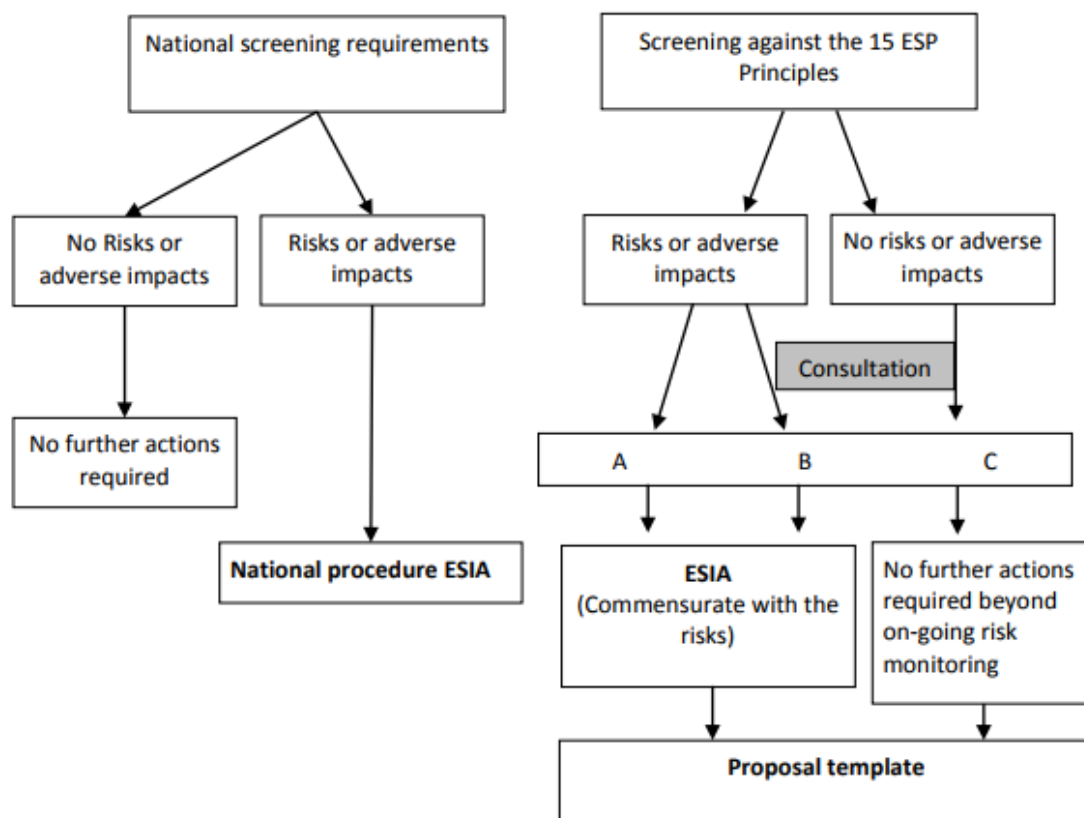 National screening requirements
Screening against the 15 ESP
Principles
No Risks or
adverse impacts
Risks or adverse
impacts
Risks or adverse
impacts
No risks or adverse
impacts
Consultation
No further actions
required
A
B
C
National procedure ESIA
ESIA
(Commensurate with the
risks)
No further actions
required beyond
on-going risk
monitoring
Proposal template